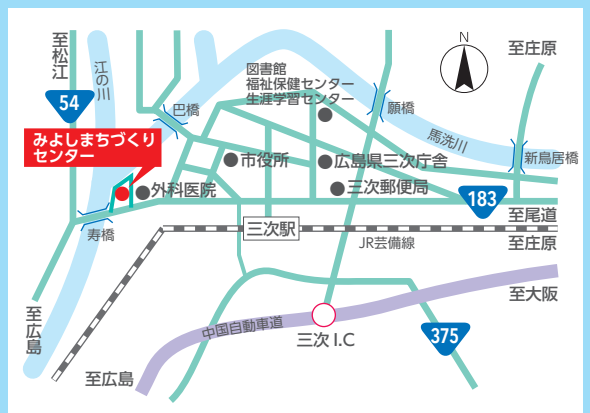 至松江
江の川
54
みよしまちづくり
センター
巴橋
図書館
福祉保健センター
生涯学習センター
願橋
N
至庄原
馬洗川
新鳥居橋
市役所
広島県三次庁舎
外科医院
三次郵便局
183
寿橋
三次駅
JR芸備線
至尾道
至庄原
至広島
至大阪
中国自動車道
三次I.C
375
至広島